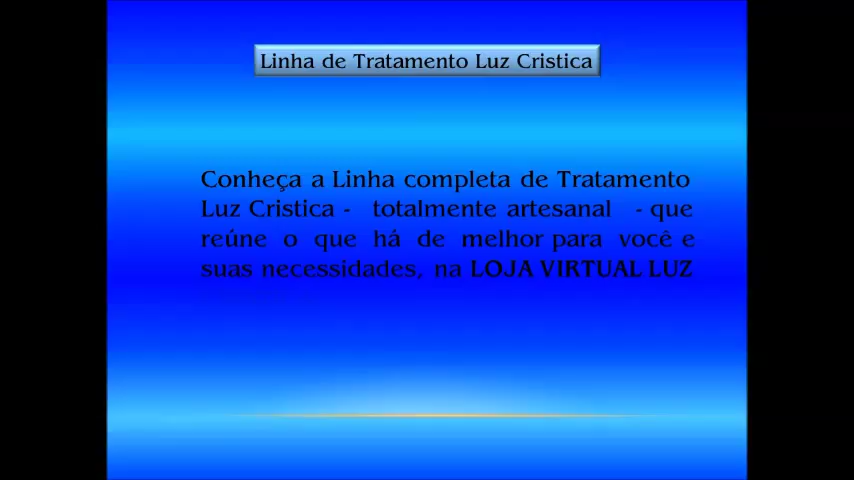 Linha de Tratamento Luz Cristica
Conheça a Linha completa de Tratamento
Luz Cristica - totalmente artesanal - que
reúne o que há de melhor para você e
suas necessidades, na LOJA VIRTUAL LUZ